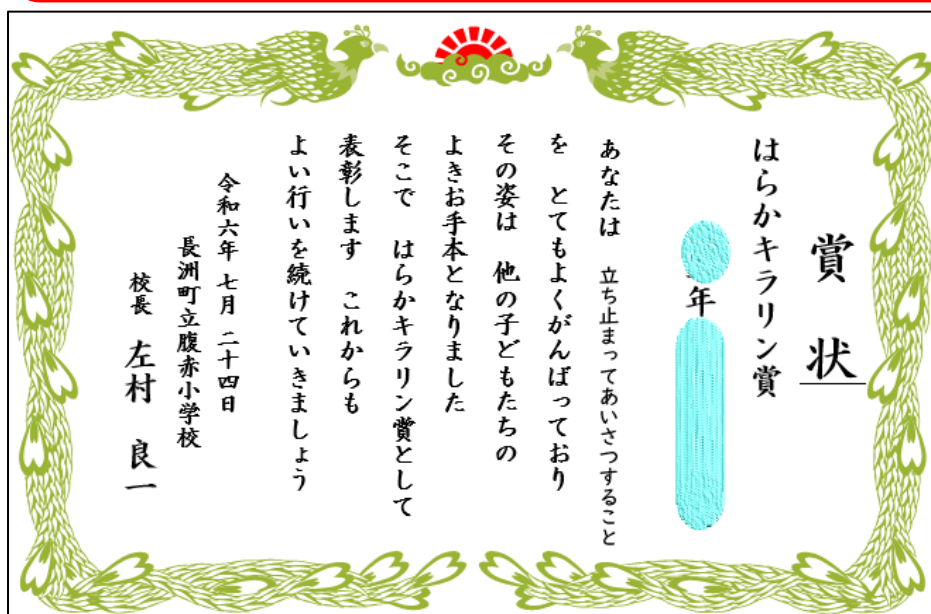 賞 状
はらかキラリン賞
年
あなたは 立ち止まってあいさつすること
を とてもよくがんばっており
その姿は 他の子どもたちの
よきお手本となりました
そこで はらかキラリン賞として
表彰します これからも
よい行いを続けていきましょう
令和六年 七月 二十四日
長洲町立腹赤小学校
校長 左村 良一